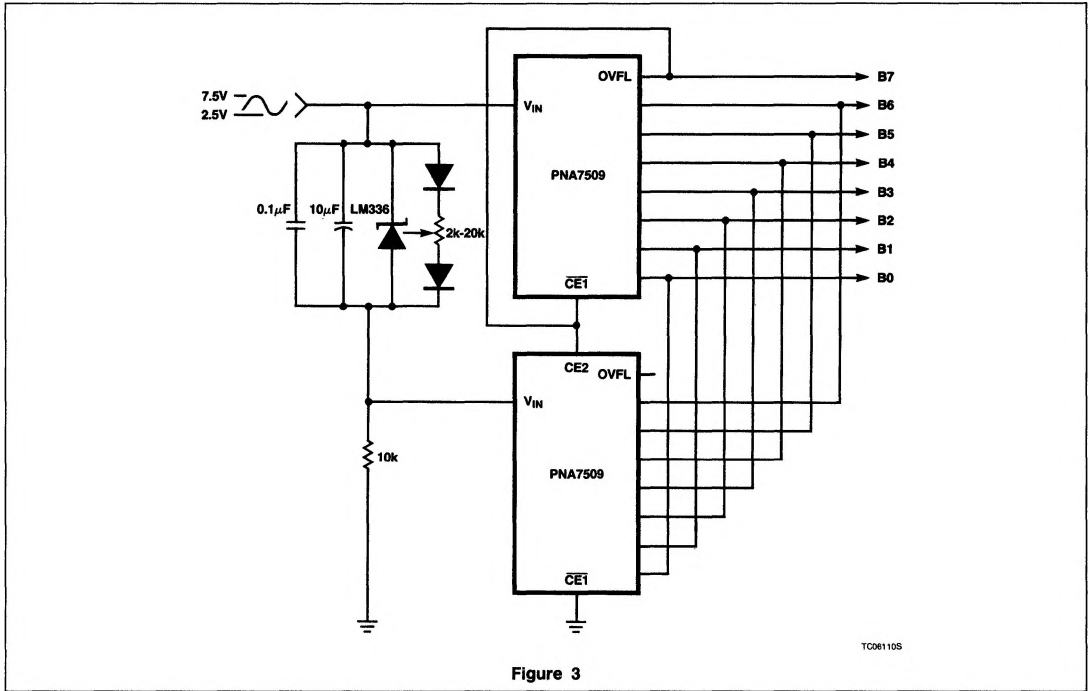 OVFL
B7
7.5V
2.5V
VIN
B6
B5
B4
PNA7509
B3
0.1μF
10μF
LM336
2k-20k
B2
B1
CE1
B0
CE2
OVFL
VIN
10k
PNA7509
CE1
TC06110S
Figure 3